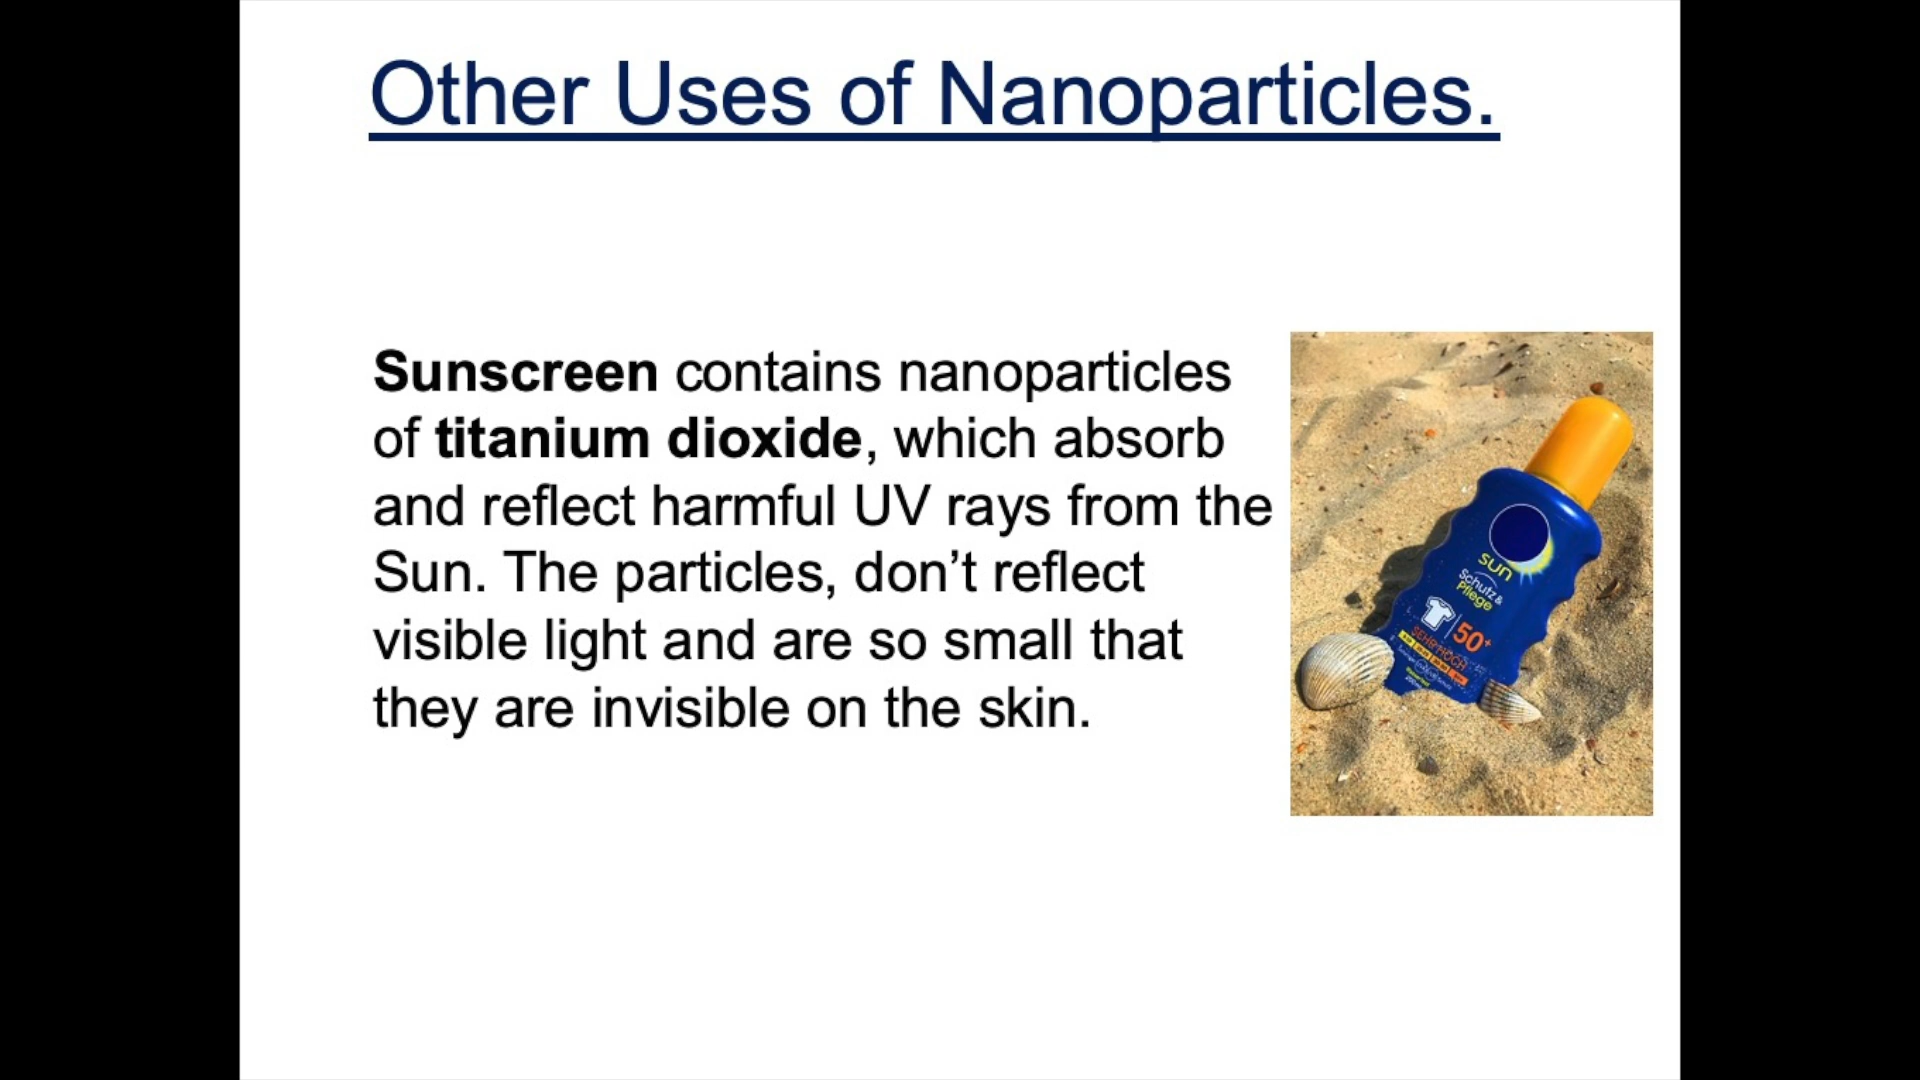 Other Uses of Nanoparticles.
Sunscreen contains nanoparticles
of titanium dioxide, which absorb
and reflect harmful UV rays from the
Sun. The particles, don’t reflect
visible light and are so small that
they are invisible on the skin.
sun
Schutz &
Pflege
50+
SEHR HOCH